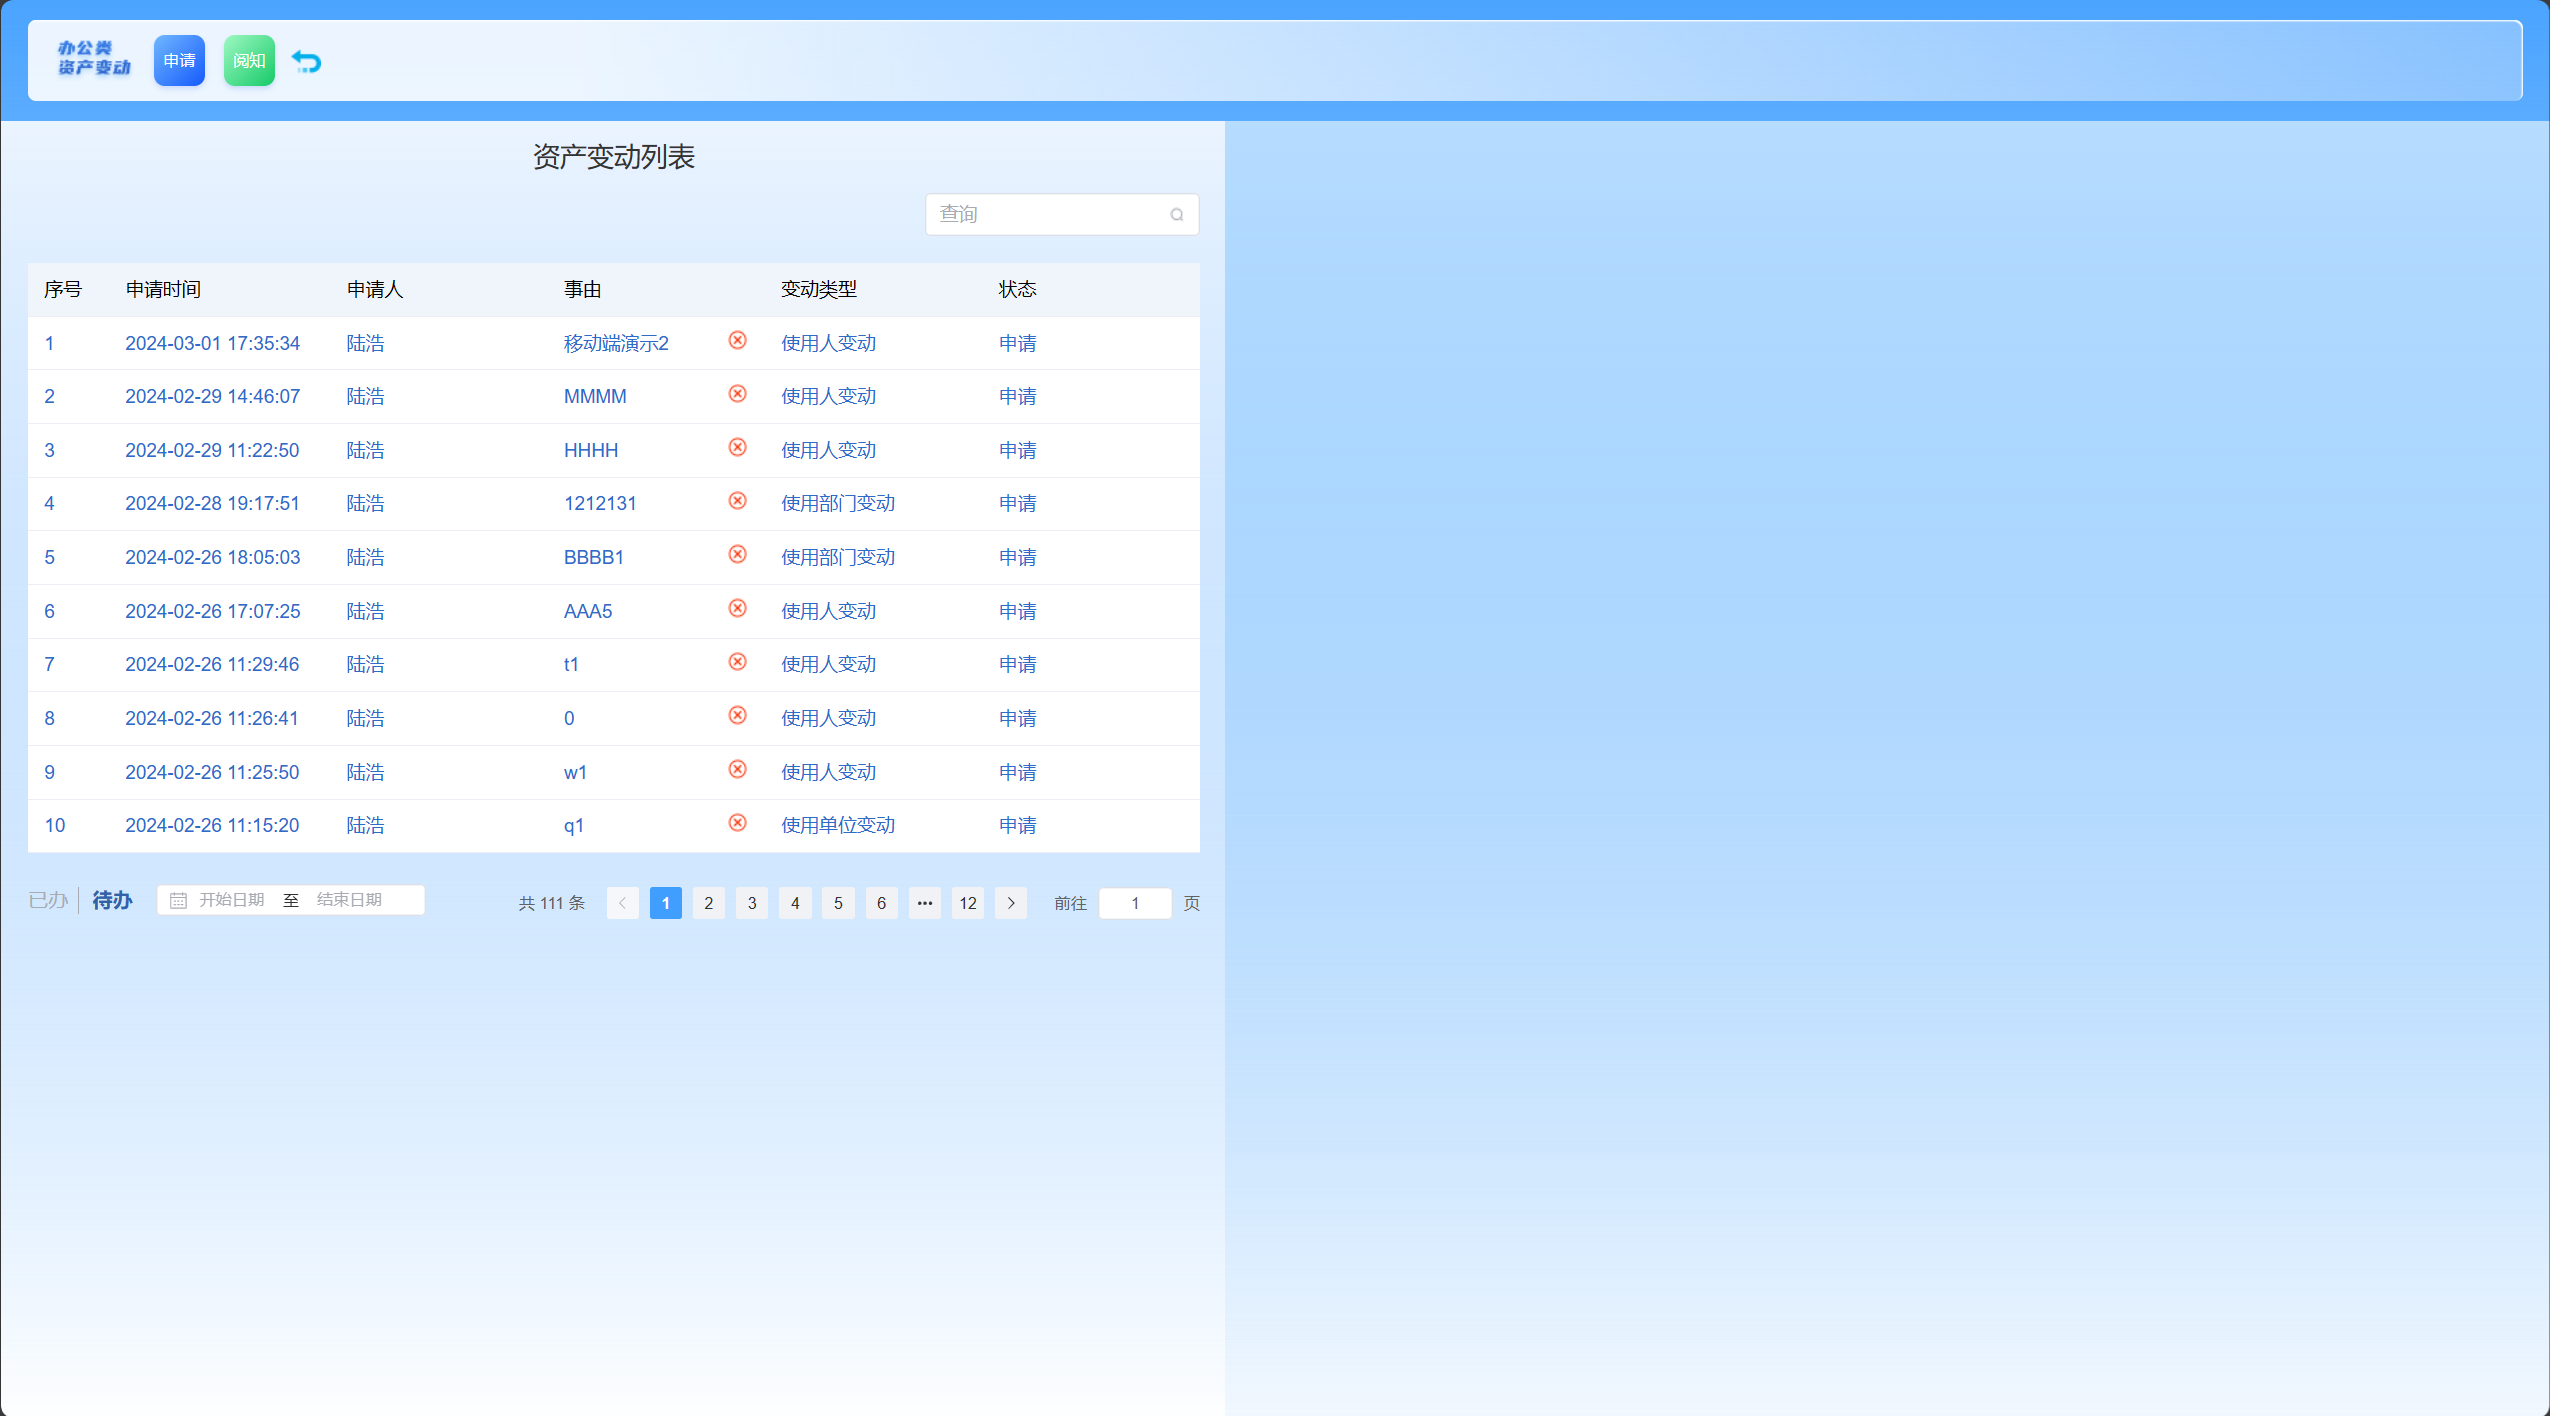 办公类
资产变动
申请
阅知
资产变动列表
查询
序号 申请时间 申请人 事由 变动类型 状态
1 2024-03-01 17:35:34 陆浩 移动端演示2 使用人变动 申请
2 2024-02-29 14:46:07 陆浩 MMMM 使用人变动 申请
3 2024-02-29 11:22:50 陆浩 HHHH 使用人变动 申请
4 2024-02-28 19:17:51 陆浩 1212131 使用部门变动 申请
5 2024-02-26 18:05:03 陆浩 BBBB1 使用部门变动 申请
6 2024-02-26 17:07:25 陆浩 AAA5 使用人变动 申请
7 2024-02-26 11:29:46 陆浩 t1 使用人变动 申请
8 2024-02-26 11:26:41 陆浩 0 使用人变动 申请
9 2024-02-26 11:25:50 陆浩 w1 使用人变动 申请
10 2024-02-26 11:15:20 陆浩 q1 使用单位变动 申请
已办 待办 开始日期 至 结束日期 共 111 条 1 2 3 4 5 6 ••• 12 前往 1 页